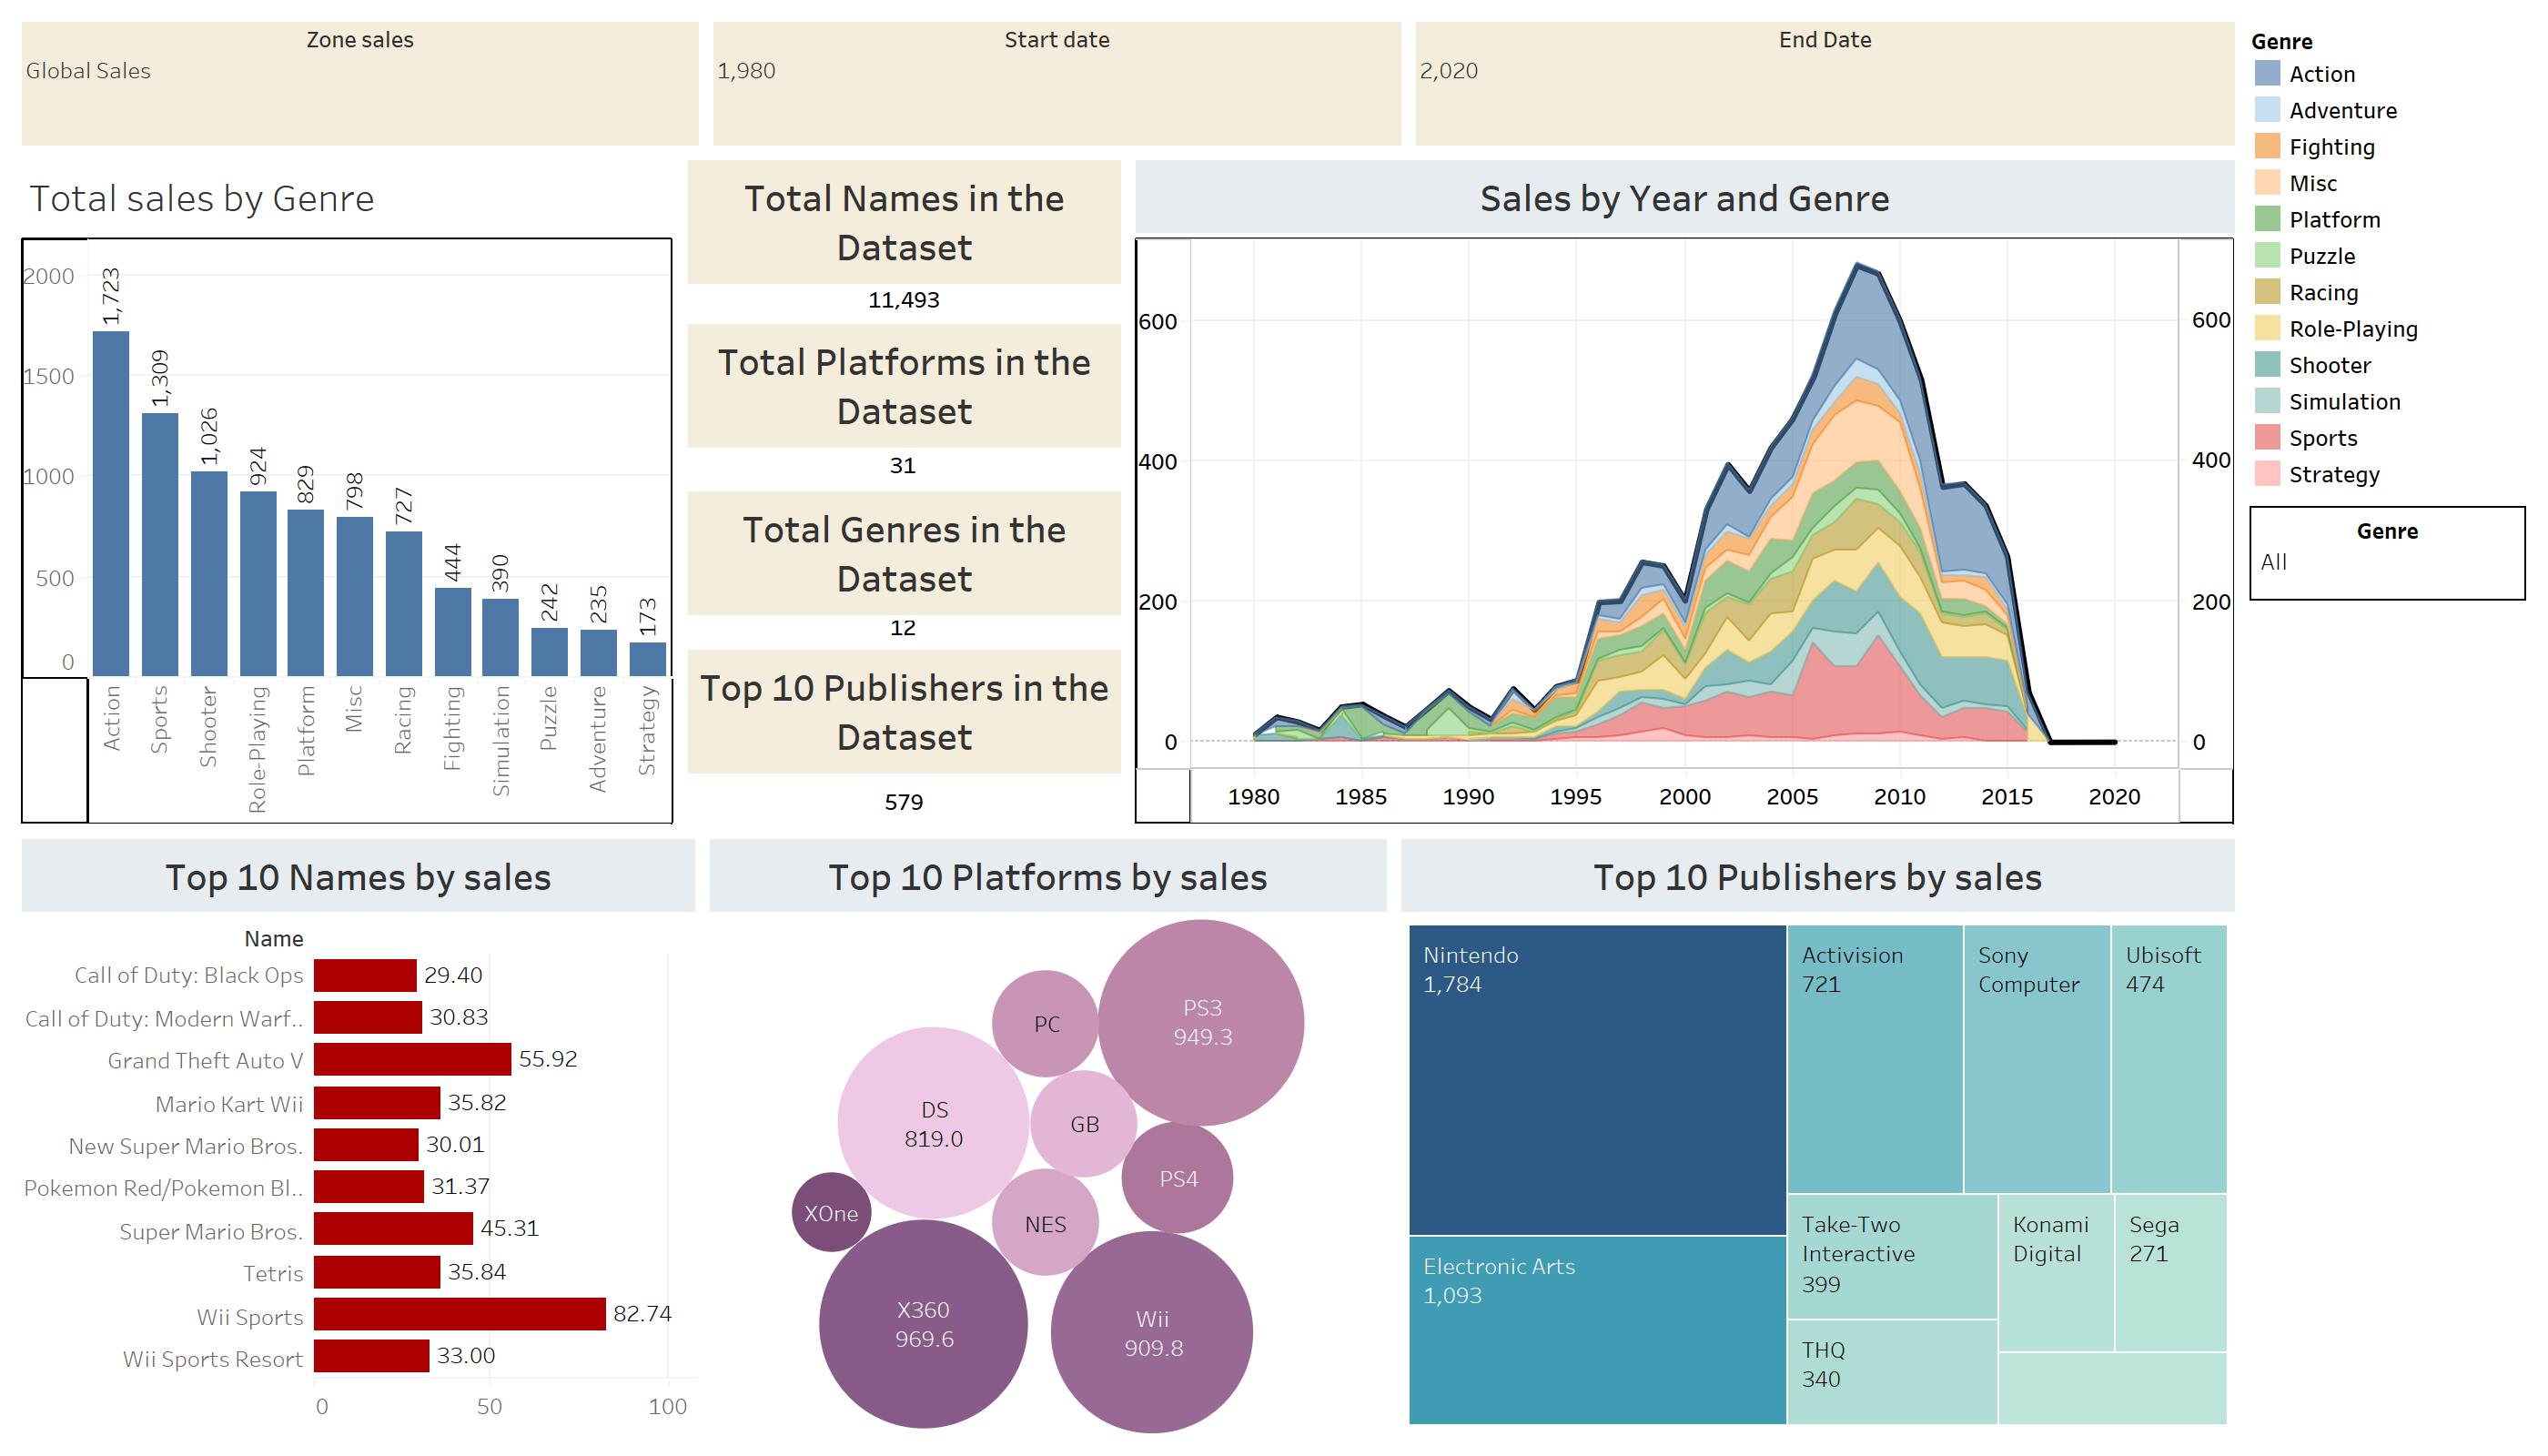 Zone sales
Global Sales
Start date
1,980
End Date
2,020
Genre
Action
Adventure
Fighting
Misc
Platform
Puzzle
Racing
Role-Playing
Shooter
Simulation
Sports
Strategy
Genre
All
Total sales by Genre
2000
1500
1000
500
0
1,723
1,309
1,026
924
829
798
727
444
390
242
235
173
Action
Sports
Shooter
Role-Playing
Platform
Misc
Racing
Fighting
Simulation
Puzzle
Adventure
Strategy
Total Names in the
Dataset
11,493
Total Platforms in the
Dataset
31
Total Genres in the
Dataset
12
Top 10 Publishers in the
Dataset
579
Sales by Year and Genre
600
400
200
0
600
400
200
0
1980
1985
1990
1995
2000
2005
2010
2015
2020
Top 10 Names by sales
Name
Call of Duty: Black Ops
29.40
Call of Duty: Modern Warf..
30.83
Grand Theft Auto V
55.92
Mario Kart Wii
35.82
New Super Mario Bros.
30.01
Pokemon Red/Pokemon Bl..
31.37
Super Mario Bros.
45.31
Tetris
35.84
Wii Sports
82.74
Wii Sports Resort
33.00
0
50
100
Top 10 Platforms by sales
PC
PS3
949.3
DS
819.0
GB
PS4
XOne
NES
X360
969.6
Wii
909.8
Top 10 Publishers by sales
Nintendo
1,784
Electronic Arts
1,093
Activision
721
Sony
Computer
Ubisoft
474
Take-Two
Interactive
399
Konami
Digital
Sega
271
THQ
340